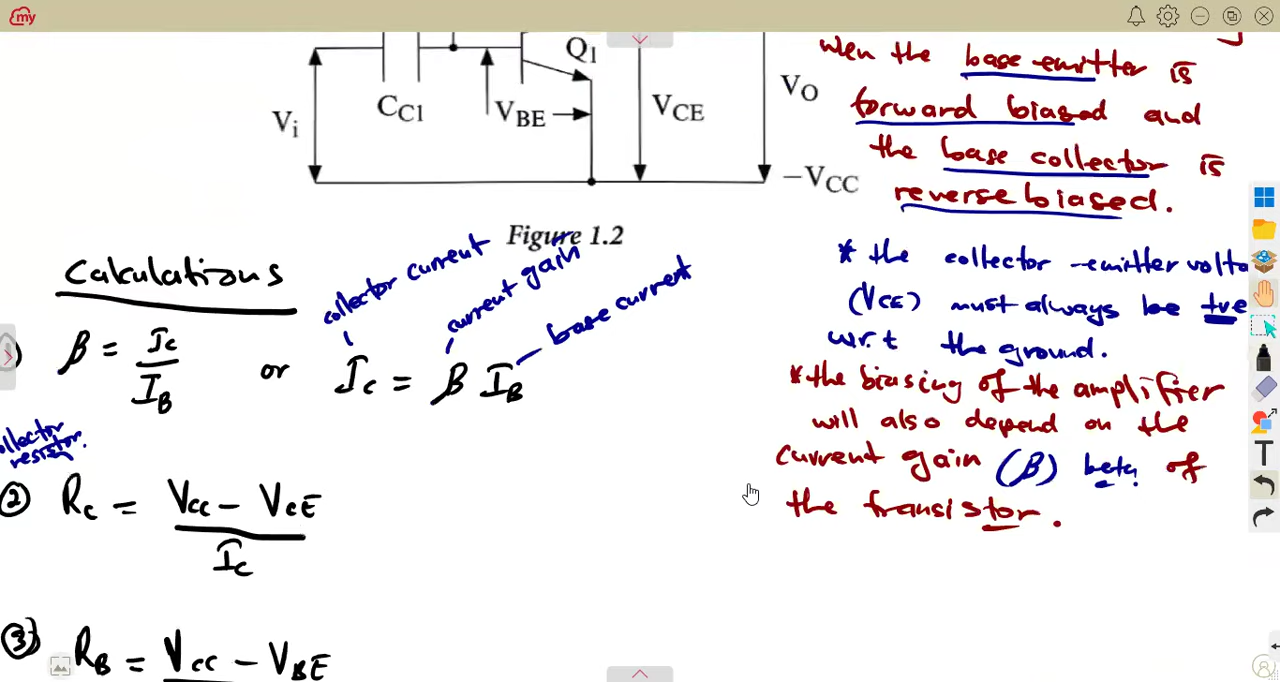 my
Q1
Vi
CC1
VBE
VCE
VO
−VCC
Figure 1.2
wen the base-emitter is
forward biased and
the base collector is
reverse biased.
* the collector -emitter volta
(VCE) must always be tve
w.r.t the ground.
*the biasing of the amplifier
will also depend on the
current gain (β) beta of
the transistor.
Calculations
collector current
current gain
base current
) β = IC / IB or IC = β IB
collector
resistor.
② RC = VCC − VCE / IC
③ RB = VCC − VBE
T